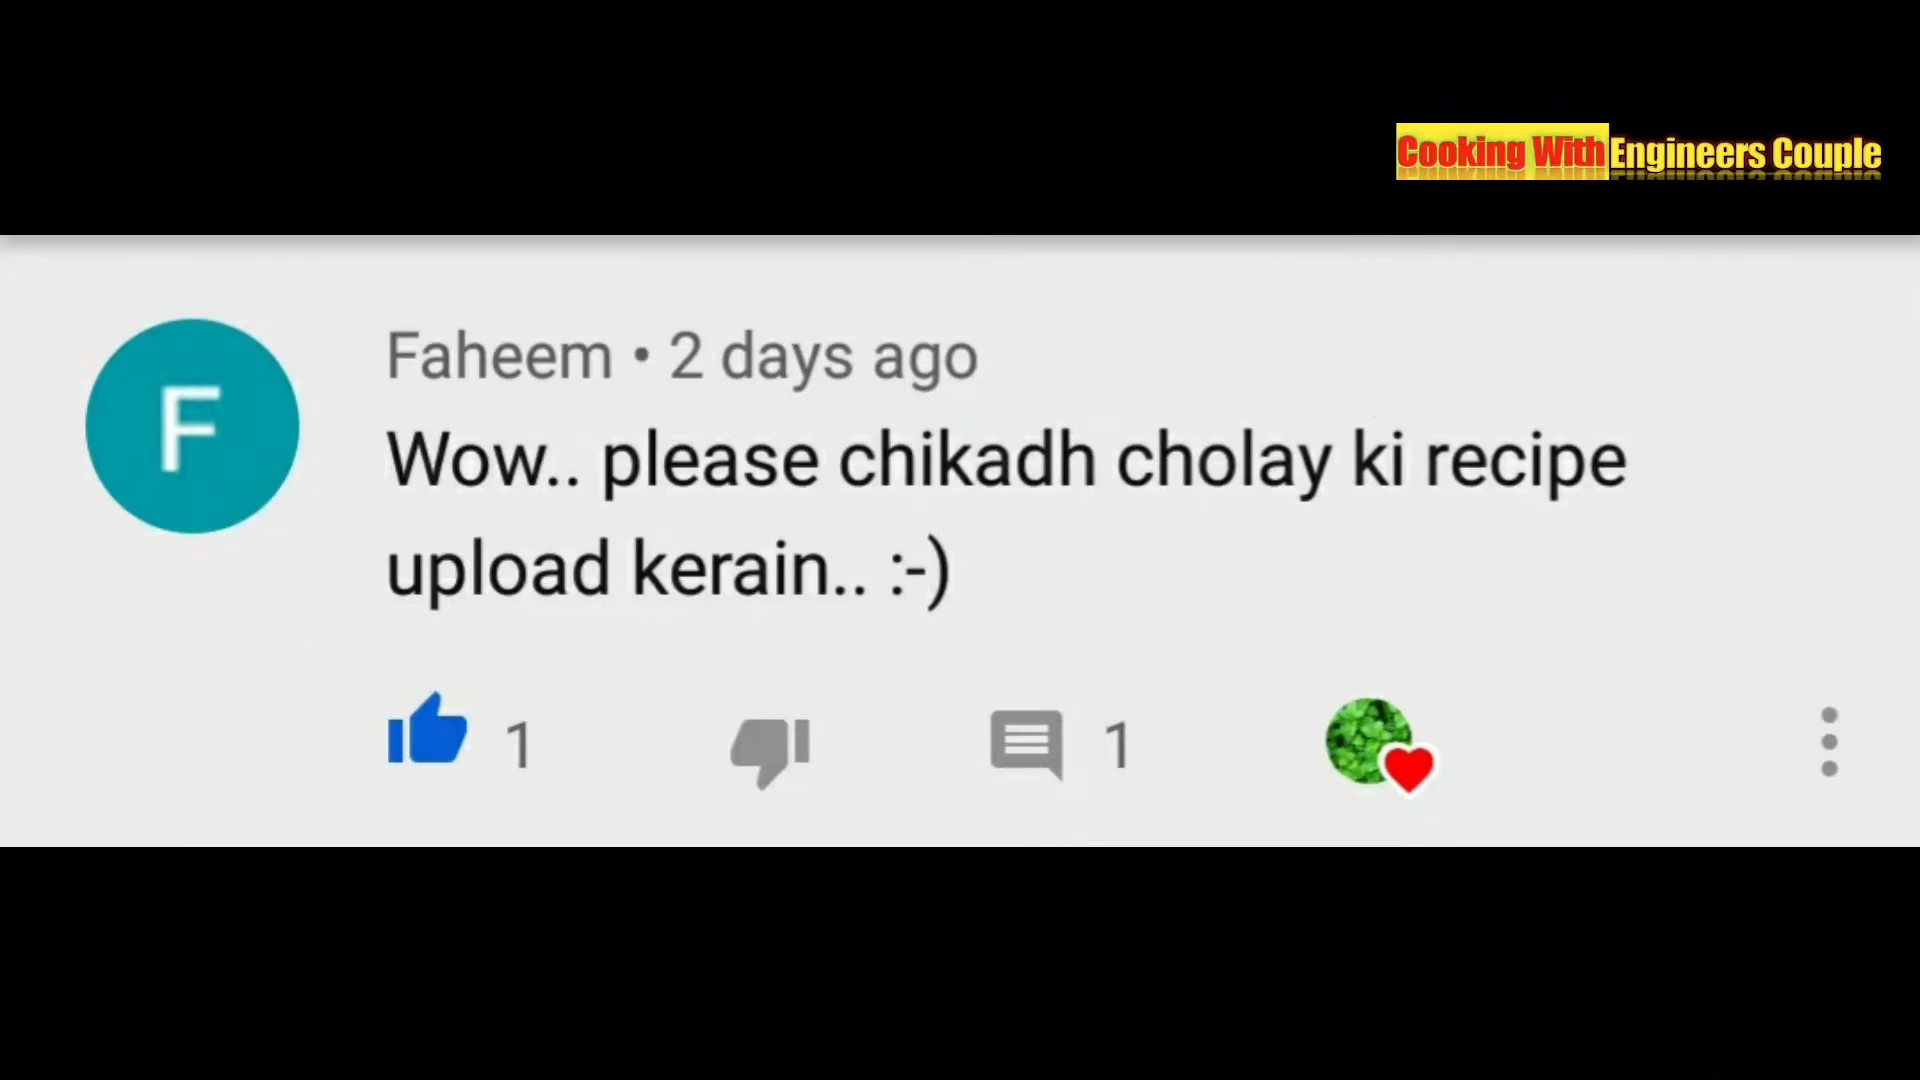 Cooking With Engineers Couple
F
Faheem • 2 days ago
Wow.. please chikadh cholay ki recipe
upload kerain.. :-)
1
1